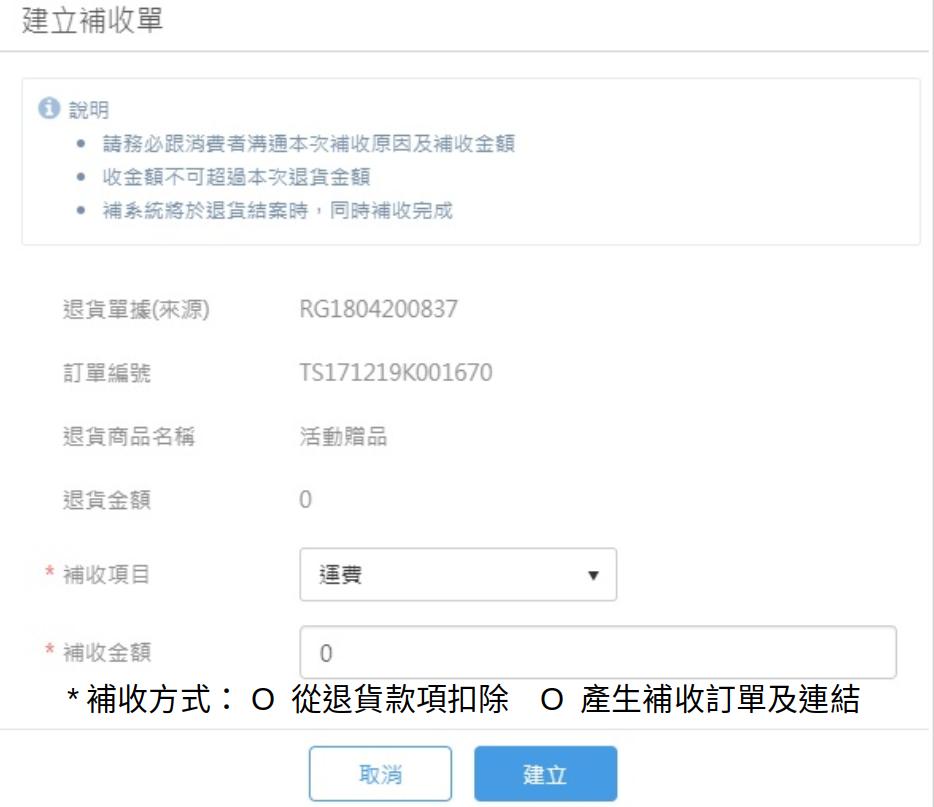 建立補收單
說明
請務必跟消費者溝通本次補收原因及補收金額
收金額不可超過本次退貨金額
補系統將於退貨結案時，同時補收完成
退貨單據(來源) RG1804200837
訂單編號 TS171219K001670
退貨商品名稱 活動贈品
退貨金額 0
* 補收項目 運費
* 補收金額 0
* 補收方式： O 從退貨款項扣除 O 產生補收訂單及連結
取消 建立